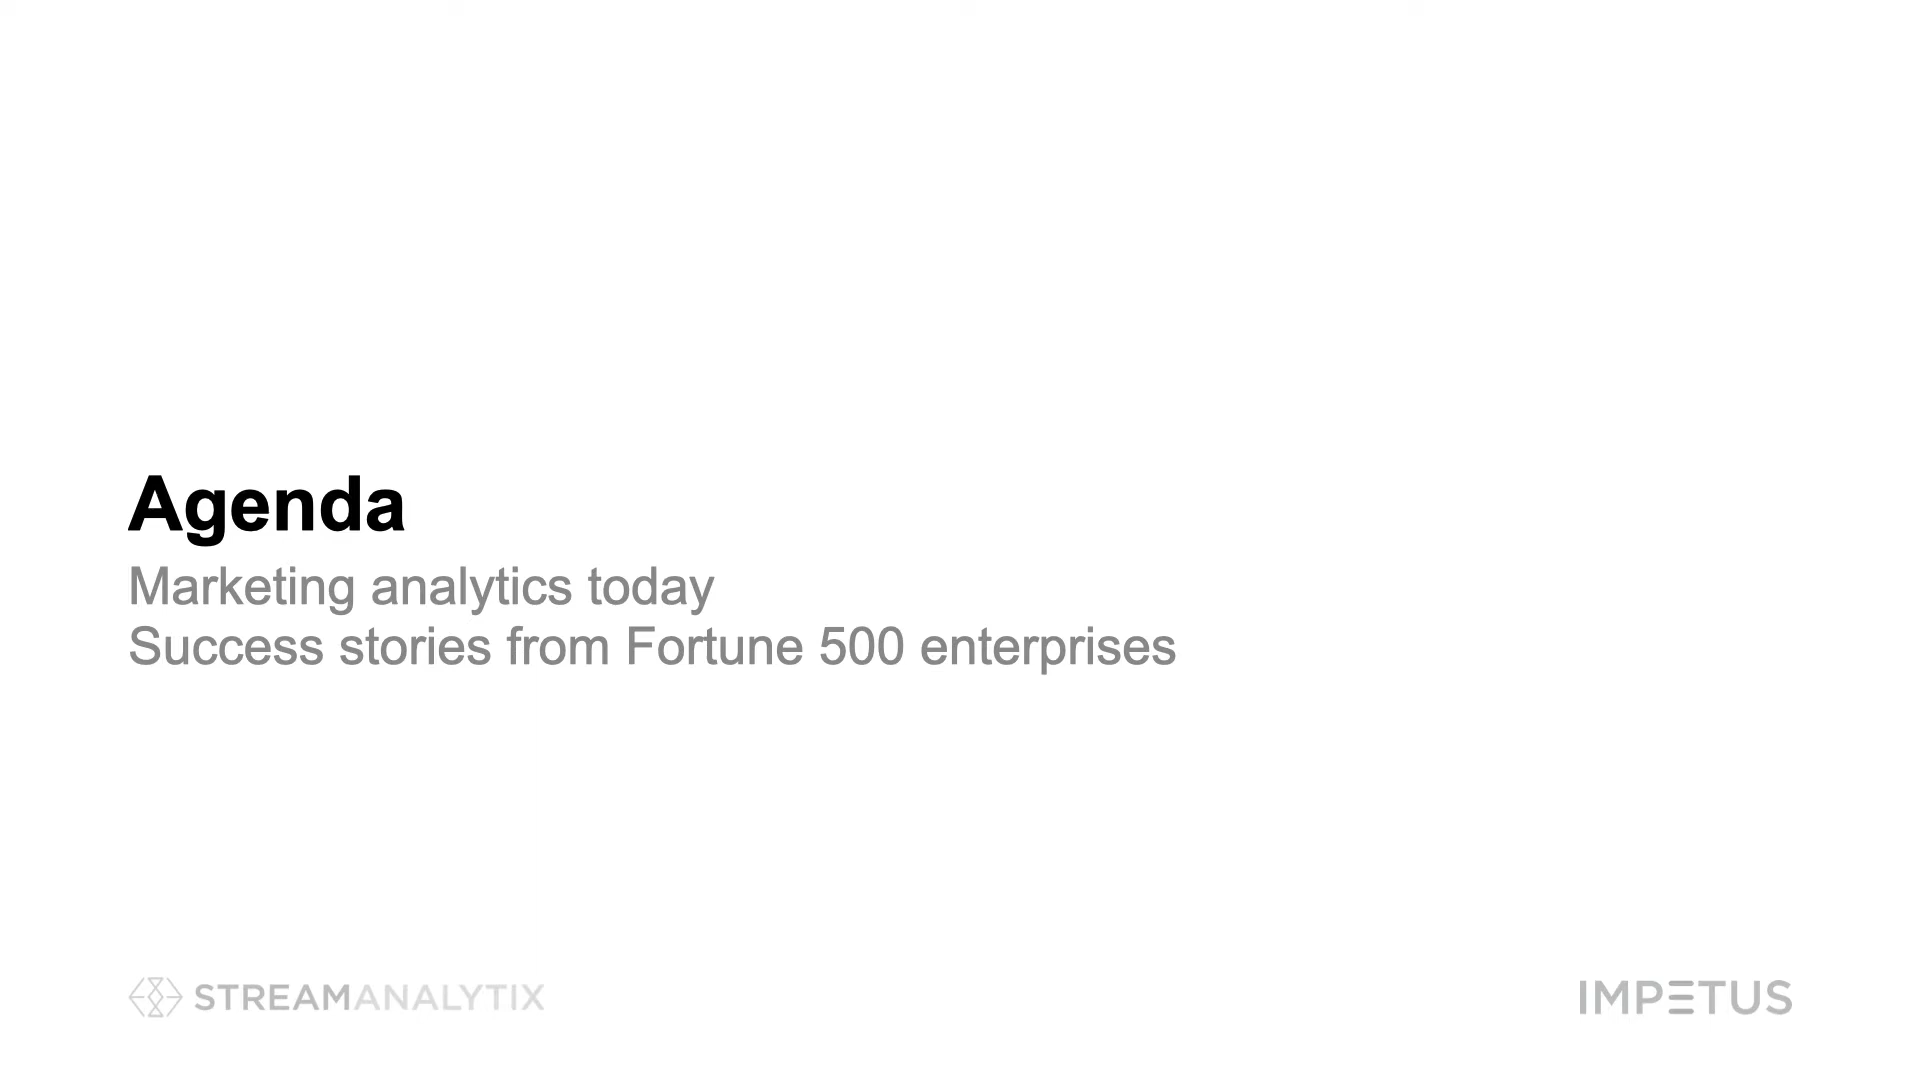 Agenda
Marketing analytics today
Success stories from Fortune 500 enterprises
STREAMANALYTIX
IMPETUS